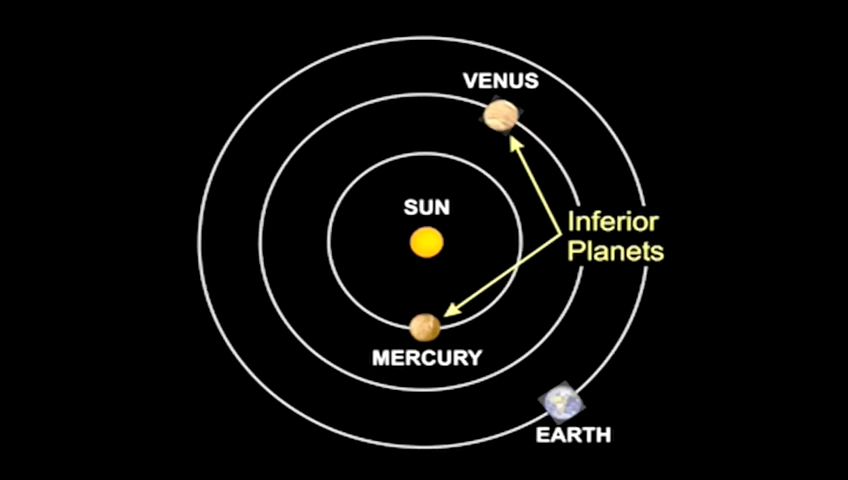 VENUS
SUN
Inferior
Planets
MERCURY
EARTH